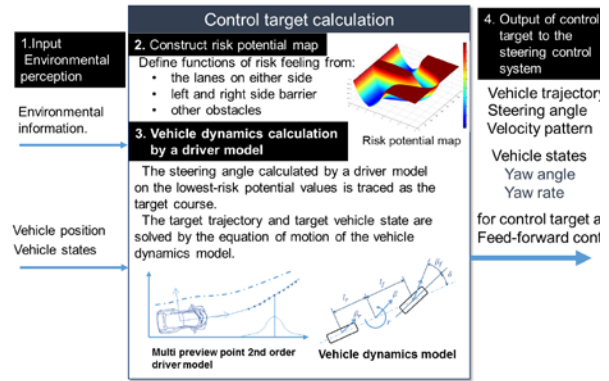 Control target calculation
1.Input
Environmental
perception
Environmental
information.
Vehicle position
Vehicle states
2. Construct risk potential map
Define functions of risk feeling from:
• the lanes on either side
• left and right side barrier
• other obstacles
Risk potential map
3. Vehicle dynamics calculation
by a driver model
The steering angle calculated by a driver model
on the lowest-risk potential values is traced as the
target course.
The target trajectory and target vehicle state are
solved by the equation of motion of the vehicle
dynamics model.
Multi preview point 2nd order
driver model
Vehicle dynamics model
4. Output of control
target to the
steering control
system
Vehicle trajectory
Steering angle
Velocity pattern
Vehicle states
Yaw angle
Yaw rate
for control target
Feed-forward